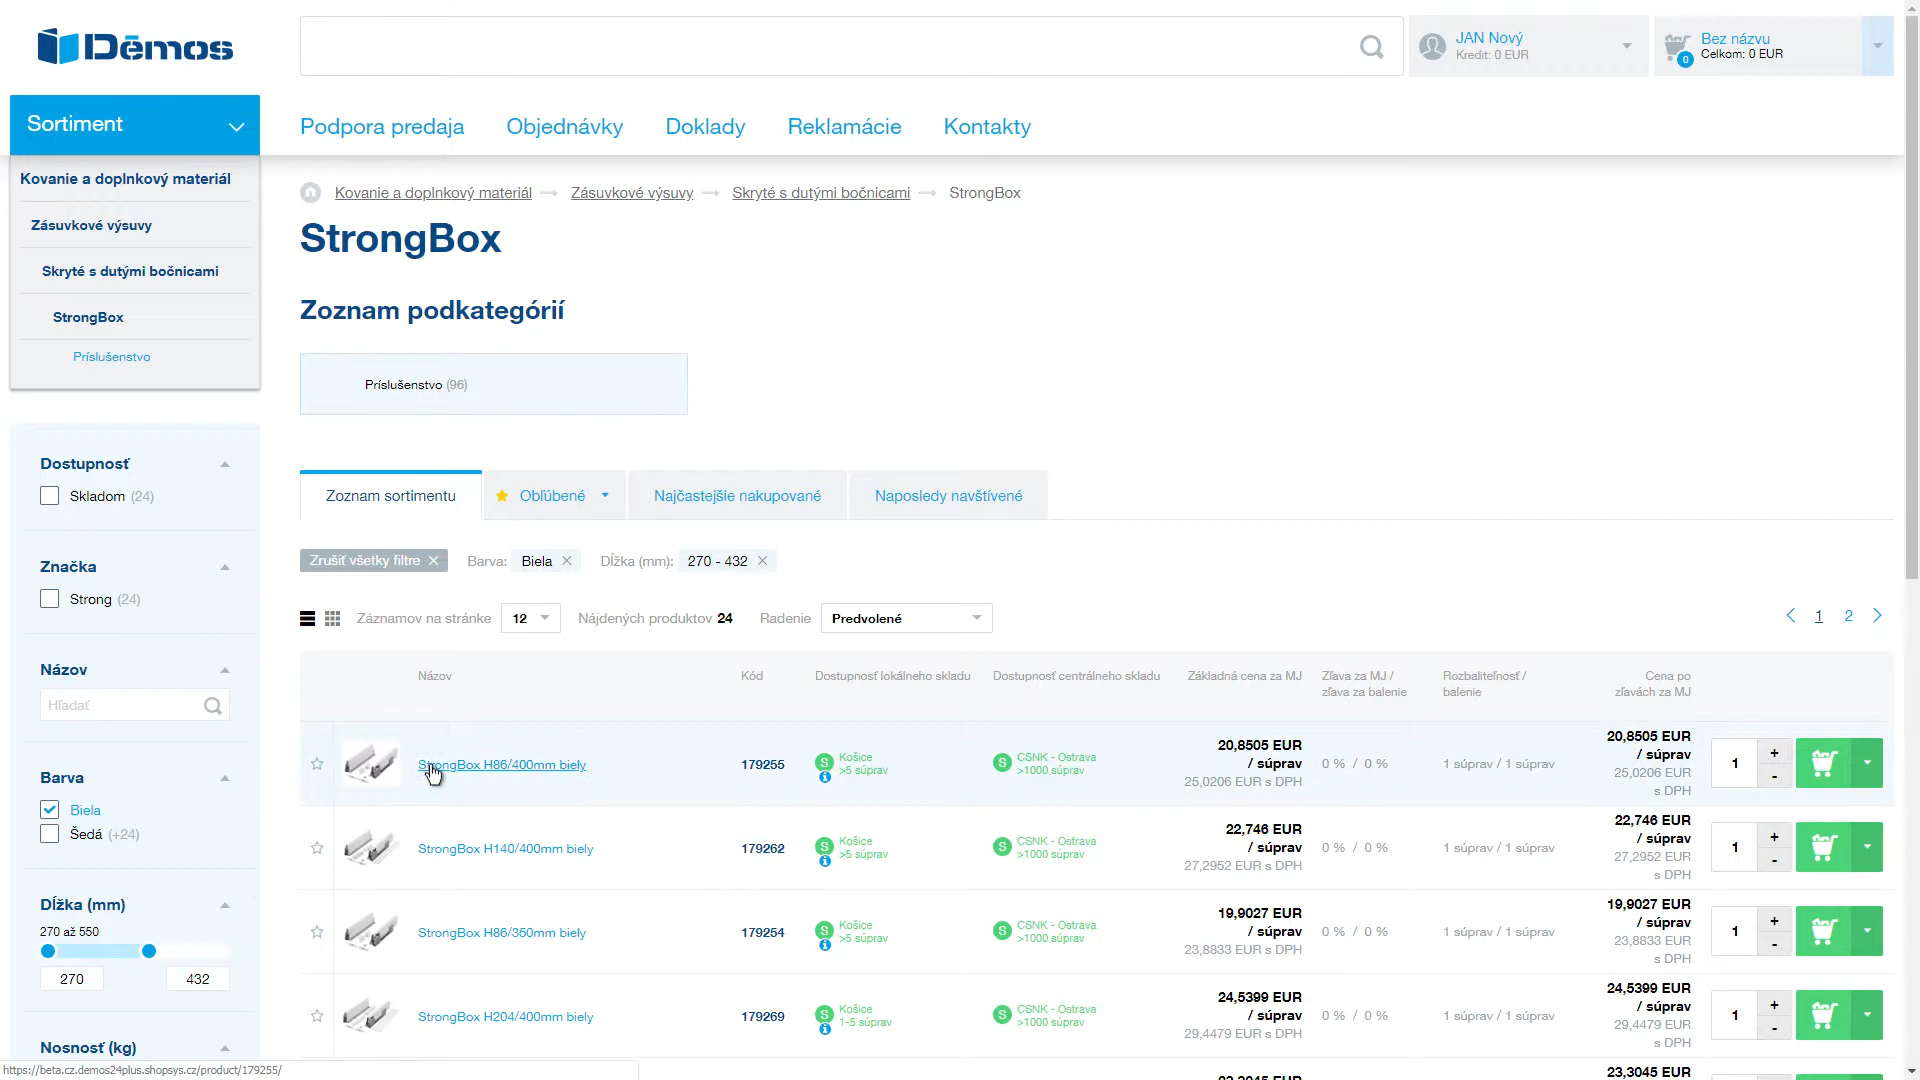 Dēmos
JAN Nový
Kredit: 0 EUR
0
Bez názvu
Celkom: 0 EUR
Sortiment
Podpora predaja
Objednávky
Doklady
Reklamácie
Kontakty
Kovanie a doplnkový materiál
Zásuvkové výsuvy
Skryté s dutými bočnicami
StrongBox
Príslušenstvo
Kovanie a doplnkový materiál
Zásuvkové výsuvy
Skryté s dutými bočnicami
StrongBox
StrongBox
Zoznam podkategórií
Príslušenstvo (96)
Dostupnosť
Skladom (24)
Značka
Strong (24)
Názov
Hľadať
Barva
Biela
Šedá (+24)
Dĺžka (mm)
270 až 550
270
432
Nosnosť (kg)
Zoznam sortimentu
Obľúbené
Najčastejšie nakupované
Naposledy navštívené
Zrušiť všetky filtre
Barva: Biela
Dĺžka (mm): 270 - 432
Záznamov na stránke 12
Nájdených produktov 24
Radenie Predvolené
1 2
Názov
Kód
Dostupnosť lokálneho skladu
Dostupnosť centrálneho skladu
Základná cena za MJ
Zľava za MJ /
zľava za balenie
Rozbaliteľnosť /
balenie
Cena po
zľavách za MJ
StrongBox H86/400mm biely
179255
S
Košice
>5 súprav
S
CSNK - Ostrava
>1000 súprav
20,8505 EUR
/ súprav
25,0206 EUR s DPH
0 % / 0 %
1 súprav / 1 súprav
20,8505 EUR
/ súprav
25,0206 EUR
s DPH
1
+
-
StrongBox H140/400mm biely
179262
S
Košice
>5 súprav
S
CSNK - Ostrava
>1000 súprav
22,746 EUR
/ súprav
27,2952 EUR s DPH
0 % / 0 %
1 súprav / 1 súprav
22,746 EUR
/ súprav
27,2952 EUR
s DPH
1
+
-
StrongBox H86/350mm biely
179254
S
Košice
>5 súprav
S
CSNK - Ostrava
>1000 súprav
19,9027 EUR
/ súprav
23,8833 EUR s DPH
0 % / 0 %
1 súprav / 1 súprav
19,9027 EUR
/ súprav
23,8833 EUR
s DPH
1
+
-
StrongBox H204/400mm biely
179269
S
Košice
1-5 súprav
S
CSNK - Ostrava
>1000 súprav
24,5399 EUR
/ súprav
29,4479 EUR s DPH
0 % / 0 %
1 súprav / 1 súprav
24,5399 EUR
/ súprav
29,4479 EUR
s DPH
1
+
-
23,3045 EUR
23,3045 EUR
https://beta.cz.demos24plus.shopsys.cz/product/179255/